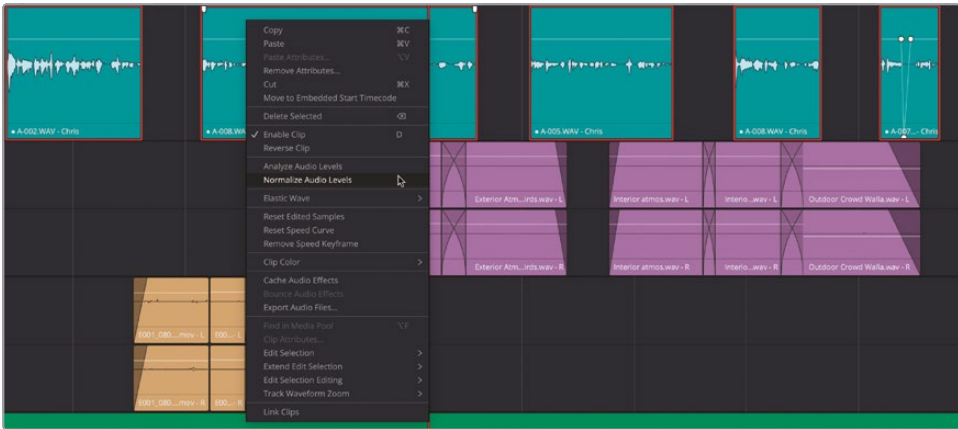 Copy ⌘C
Paste ⌘V
Paste Attributes... ⌥V
Remove Attributes...
Cut ⌘X
Move to Embedded Start Timecode
Delete Selected ⌫
✓ Enable Clip D
Reverse Clip
Analyze Audio Levels
Normalize Audio Levels
Elastic Wave >
Reset Edited Samples
Reset Speed Curve
Remove Speed Keyframe
Clip Color >
Cache Audio Effects
Bounce Audio Effects
Export Audio Files...
Find in Media Pool ⌥F
Clip Attributes...
Edit Selection >
Extend Edit Selection >
Edit Selection Editing >
Track Waveform Zoom >
Link Clips
A-002.WAV - Chris
A-008.WA
A-005.WAV - Chris
A-008.WAV - Chris
A-007...- Chris
Exterior Atm...irds.wav - L
Interior atmos.wav - L
Interio...wav - L
Outdoor Crowd Walla.wav - L
Exterior Atm...irds.wav - R
Interior atmos.wav - R
Interio...wav - R
Outdoor Crowd Walla.wav - R
E001_080....mov - L
E00...- L
E001_080....mov - R
E00...- R